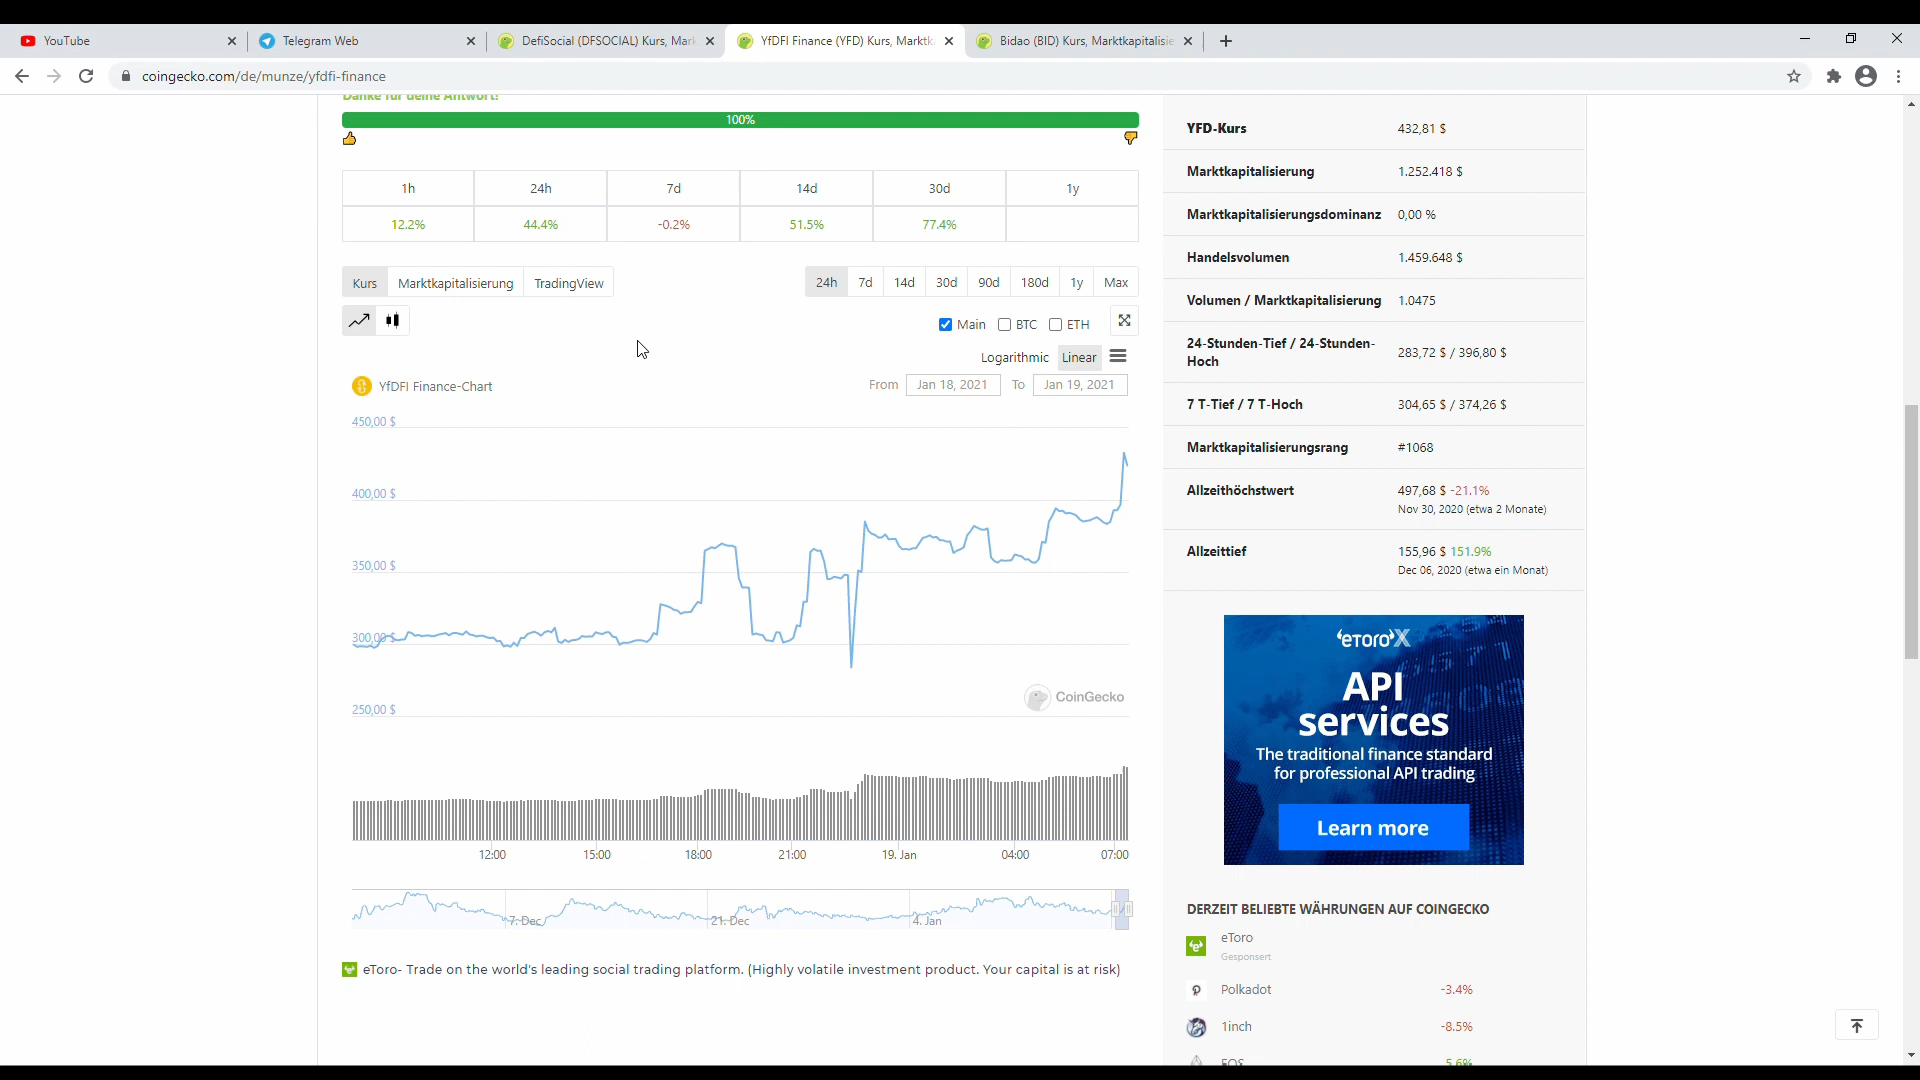 YouTube
Telegram Web
DefiSocial (DFSOCIAL) Kurs, Mark
YfDFI Finance (YFD) Kurs, Marktk
Bidao (BID) Kurs, Marktkapitalisie
coingecko.com/de/munze/yfdfi-finance
Danke für deine Antwort!
100%
1h 24h 7d 14d 30d 1y
12.2% 44.4% -0.2% 51.5% 77.4%
Kurs Marktkapitalisierung TradingView
24h 7d 14d 30d 90d 180d 1y Max
Main BTC ETH
Logarithmic Linear
YfDFI Finance-Chart
From Jan 18, 2021 To Jan 19, 2021
450,00 $
400,00 $
350,00 $
300,00 $
250,00 $
CoinGecko
12:00 15:00 18:00 21:00 19. Jan 04:00 07:00
7. Dec 21. Dec 4. Jan
eToro- Trade on the world's leading social trading platform. (Highly volatile investment product. Your capital is at risk)
YFD-Kurs 432,81 $
Marktkapitalisierung 1.252.418 $
Marktkapitalisierungsdominanz 0,00 %
Handelsvolumen 1.459.648 $
Volumen / Marktkapitalisierung 1.0475
24-Stunden-Tief / 24-Stunden-
Hoch 283,72 $ / 396,80 $
7 T-Tief / 7 T-Hoch 304,65 $ / 374,26 $
Marktkapitalisierungsrang #1068
Allzeithöchstwert 497,68 $ -21.1%
Nov 30, 2020 (etwa 2 Monate)
Allzeittief 155,96 $ 151.9%
Dec 06, 2020 (etwa ein Monat)
eToroX
API
services
The traditional finance standard
for professional API trading
Learn more
DERZEIT BELIEBTE WÄHRUNGEN AUF COINGECKO
eToro
Gesponsert
Polkadot -3.4%
1inch -8.5%
EOS 5.6%